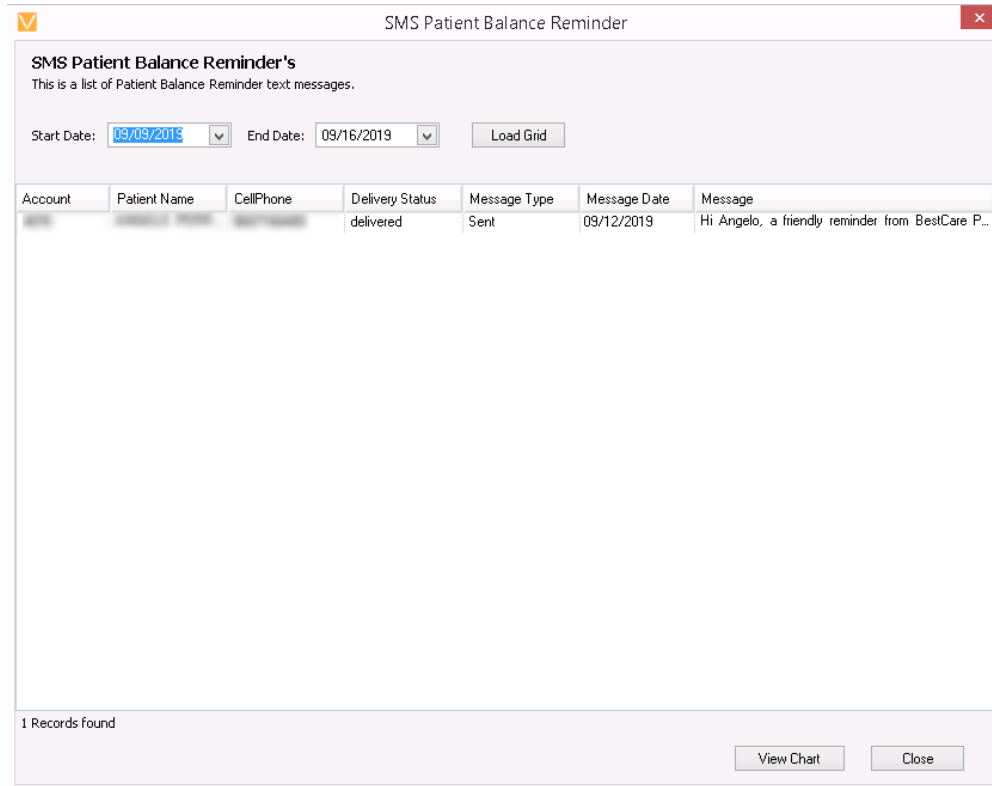 SMS Patient Balance Reminder
SMS Patient Balance Reminder's
This is a list of Patient Balance Reminder text messages.
Start Date: 09/09/2019 End Date: 09/16/2019 Load Grid
Account Patient Name CellPhone Delivery Status Message Type Message Date Message
delivered Sent 09/12/2019 Hi Angelo, a friendly reminder from BestCare P...
1 Records found
View Chart Close